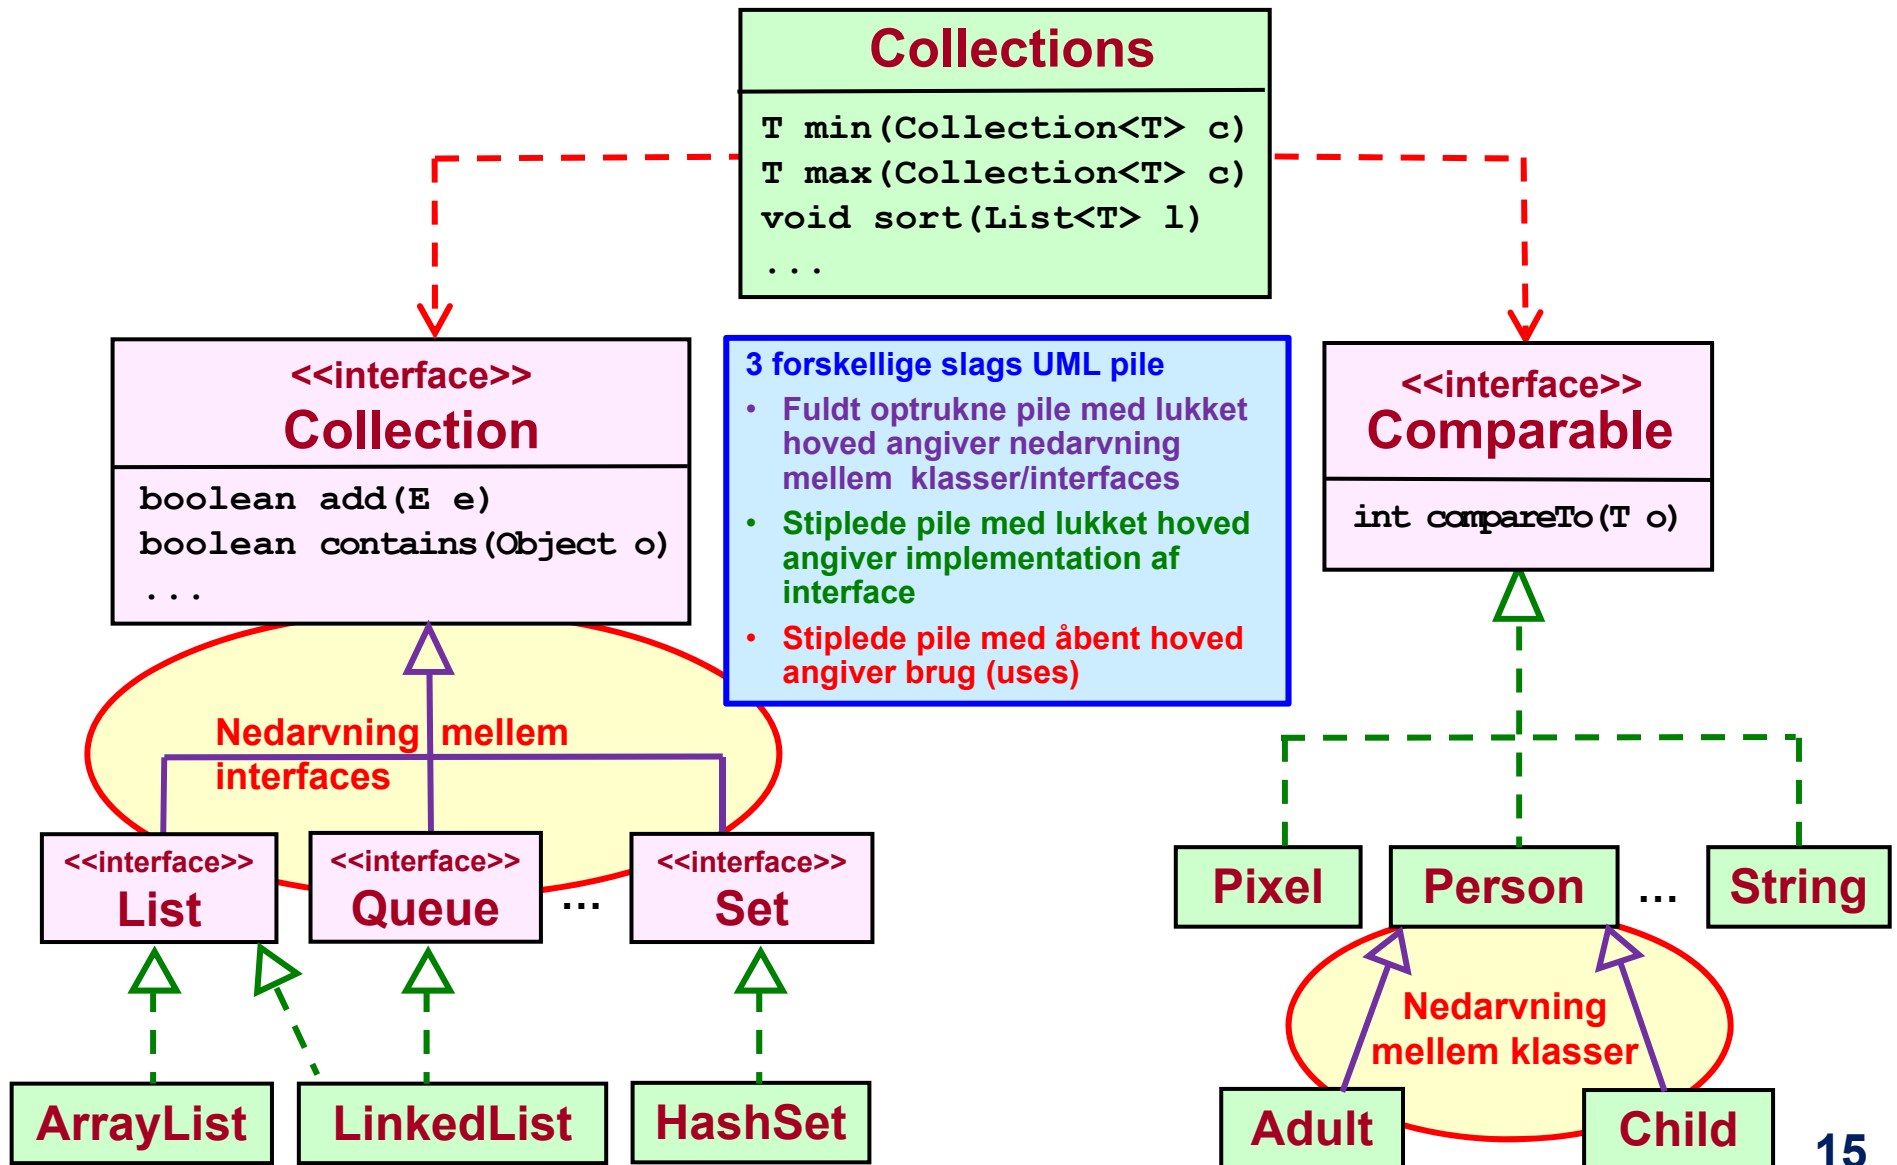 Collections
T min(Collection<T> c)
T max(Collection<T> c)
void sort(List<T> l)
...
<<interface>>
Collection
boolean add(E e)
boolean contains(Object o)
...
3 forskellige slags UML pile
• Fuldt optrukne pile med lukket
hoved angiver nedarvning
mellem klasser/interfaces
• Stiplede pile med lukket hoved
angiver implementation af
interface
• Stiplede pile med åbent hoved
angiver brug (uses)
<<interface>>
Comparable
int compareTo(T o)
Nedarvning mellem
interfaces
<<interface>>
List
<<interface>>
Queue
...
<<interface>>
Set
Pixel
Person
...
String
Nedarvning
mellem klasser
ArrayList
LinkedList
HashSet
Adult
Child
15